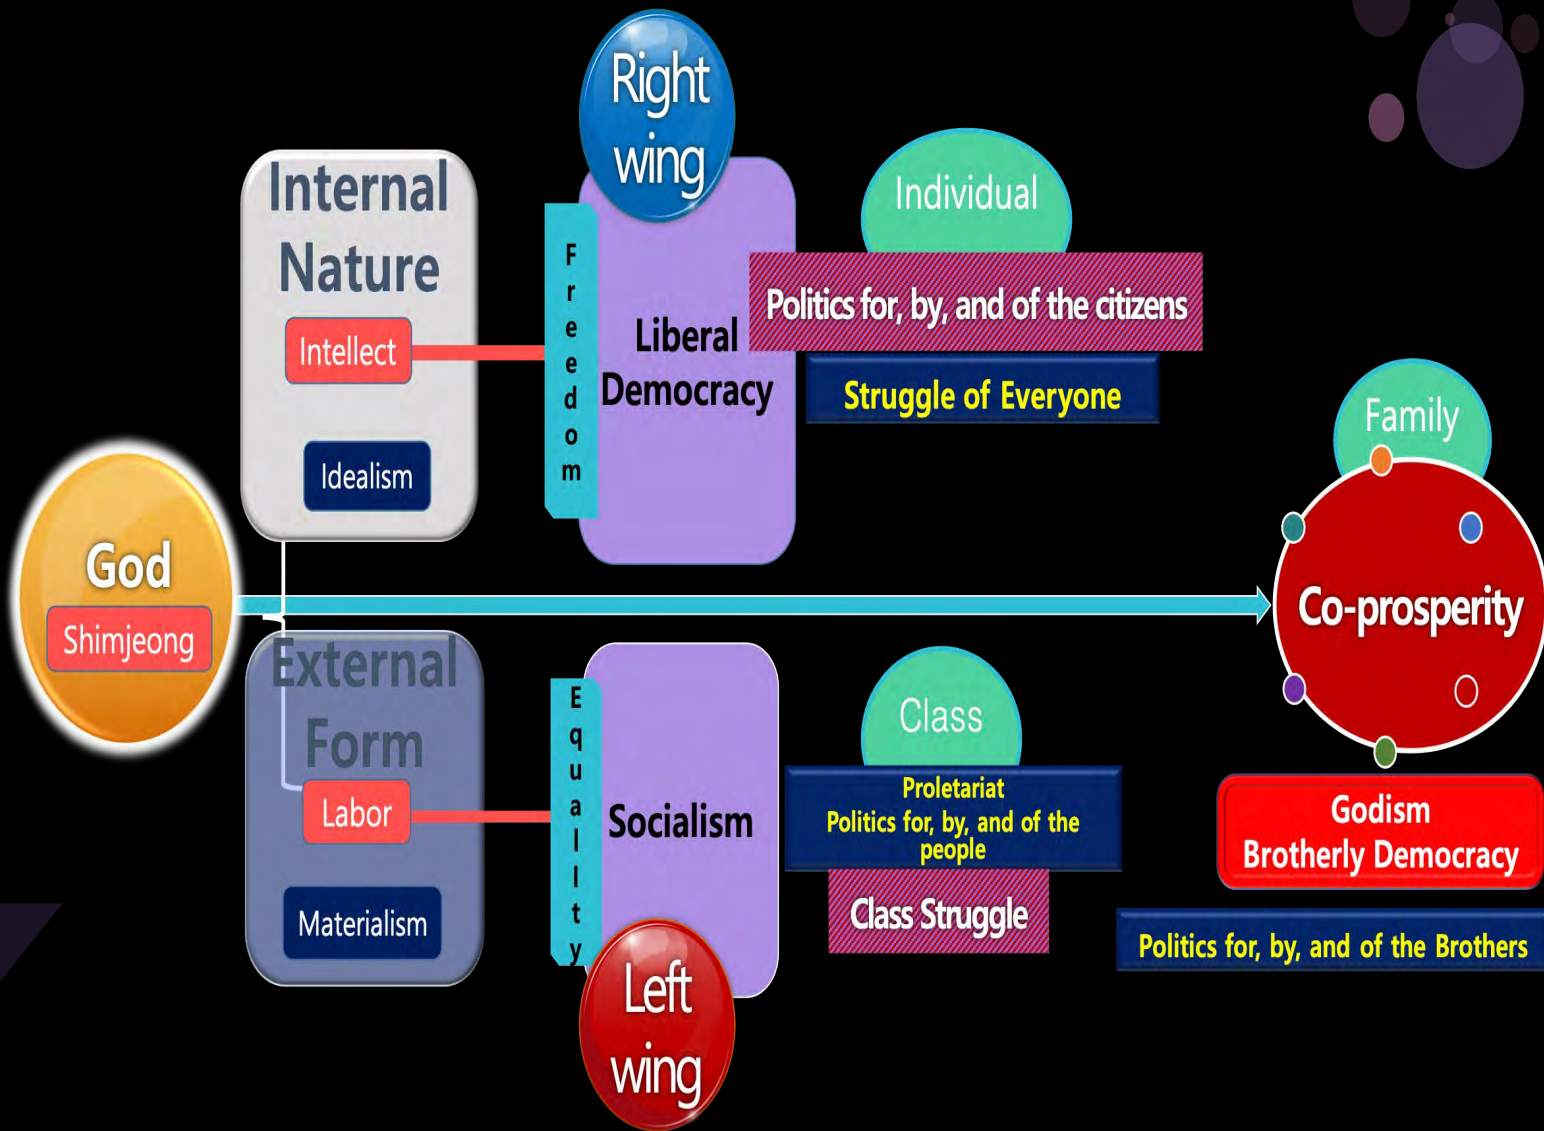 Right
wing
Internal
Nature
Intellect
Idealism
Freedom
Liberal
Democracy
Individual
Politics for, by, and of the citizens
Struggle of Everyone
God
Shimjeong
Family
Co-prosperity
Godism
Brotherly Democracy
Politics for, by, and of the Brothers
External
Form
Labor
Materialism
Equality
Socialism
Left
wing
Class
Proletariat
Politics for, by, and of the
people
Class Struggle